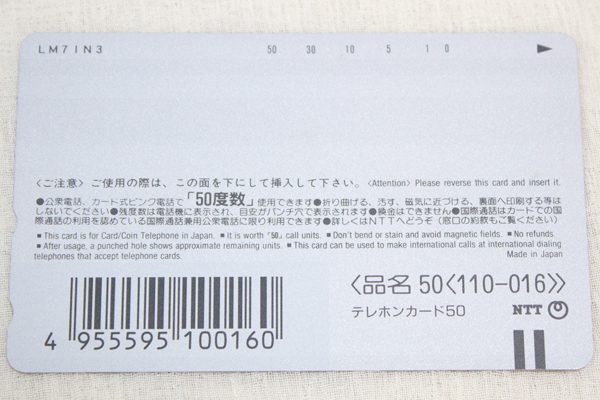 LM71N3 50 30 10 5 1 0
〈ご注意〉 ご使用の際は、この面を下にして挿入して下さい。〈Attention〉 Please reverse this card and insert it.
●公衆電話、カード式ピンク電話で「50度数」使用できます●折り曲げる、汚す、磁気に近づける、裏面へ印刷する等は
しないでください●残度数は電話機に表示され、目安がパンチ穴で表示されます●換金はできません●国際通話はカードでの国
際通話の利用を認めている国際通話兼用公衆電話に限り利用できます●詳しくはNTTへどうぞ(窓口の約款もご覧下さい)
■ This card is for Card/Coin Telephone in Japan. ■ It is worth「50」call units. ■ Don't bend or stain and avoid magnetic fields. ■ No refunds.
■ After usage, a punched hole shows approximate remaining units. ■ This card can be used to make international calls at international dialing
telephones that accept telephone cards. Made in Japan
〈品名 50〈110-016〉〉
テレホンカード50 NTT
4 955595 100160